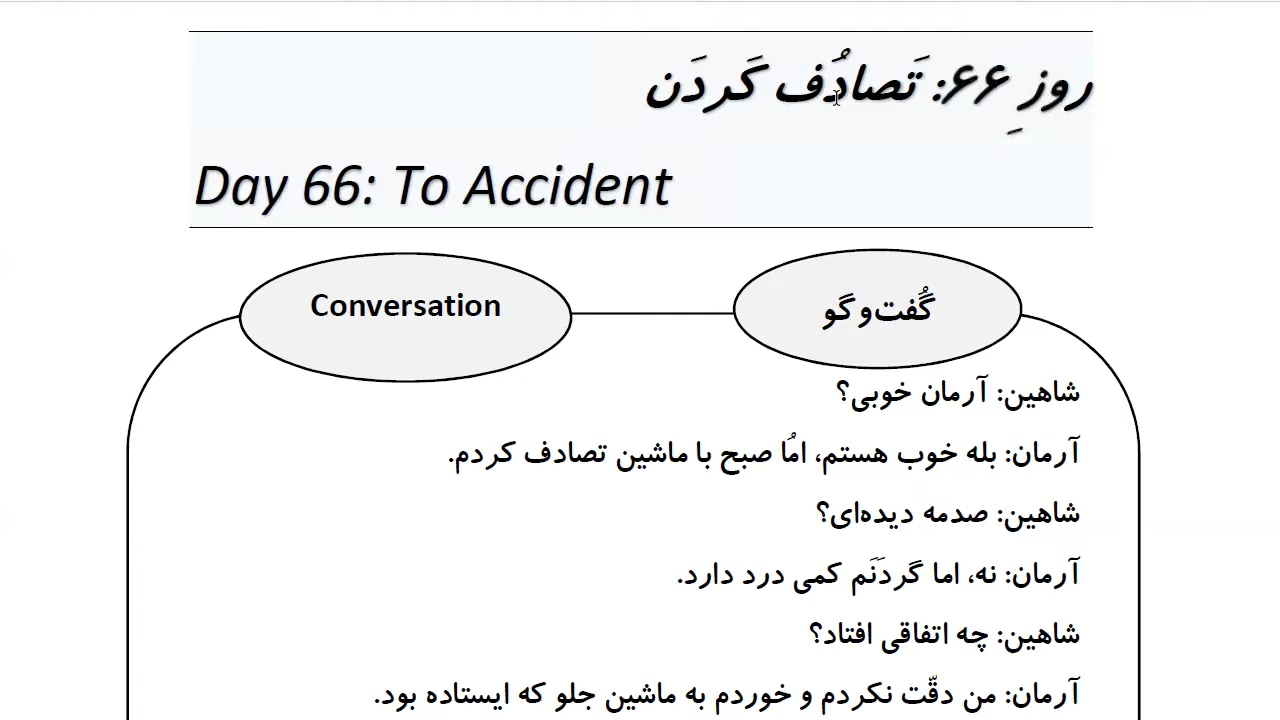 روزِ ۶۶: تَصادُف کَردَن
Day 66: To Accident
Conversation
گُفت‌و‌گو
شاهین: آرمان خوبی؟
آرمان: بله خوب هستم، امُا صبح با ماشین تصادف کردم.
شاهین: صدمه دیده‌ای؟
آرمان: نه، اما گردَنَم کمی درد دارد.
شاهین: چه اتفاقی افتاد؟
آرمان: من دقّت نکردم و خوردم به ماشین جلو که ایستاده بود.